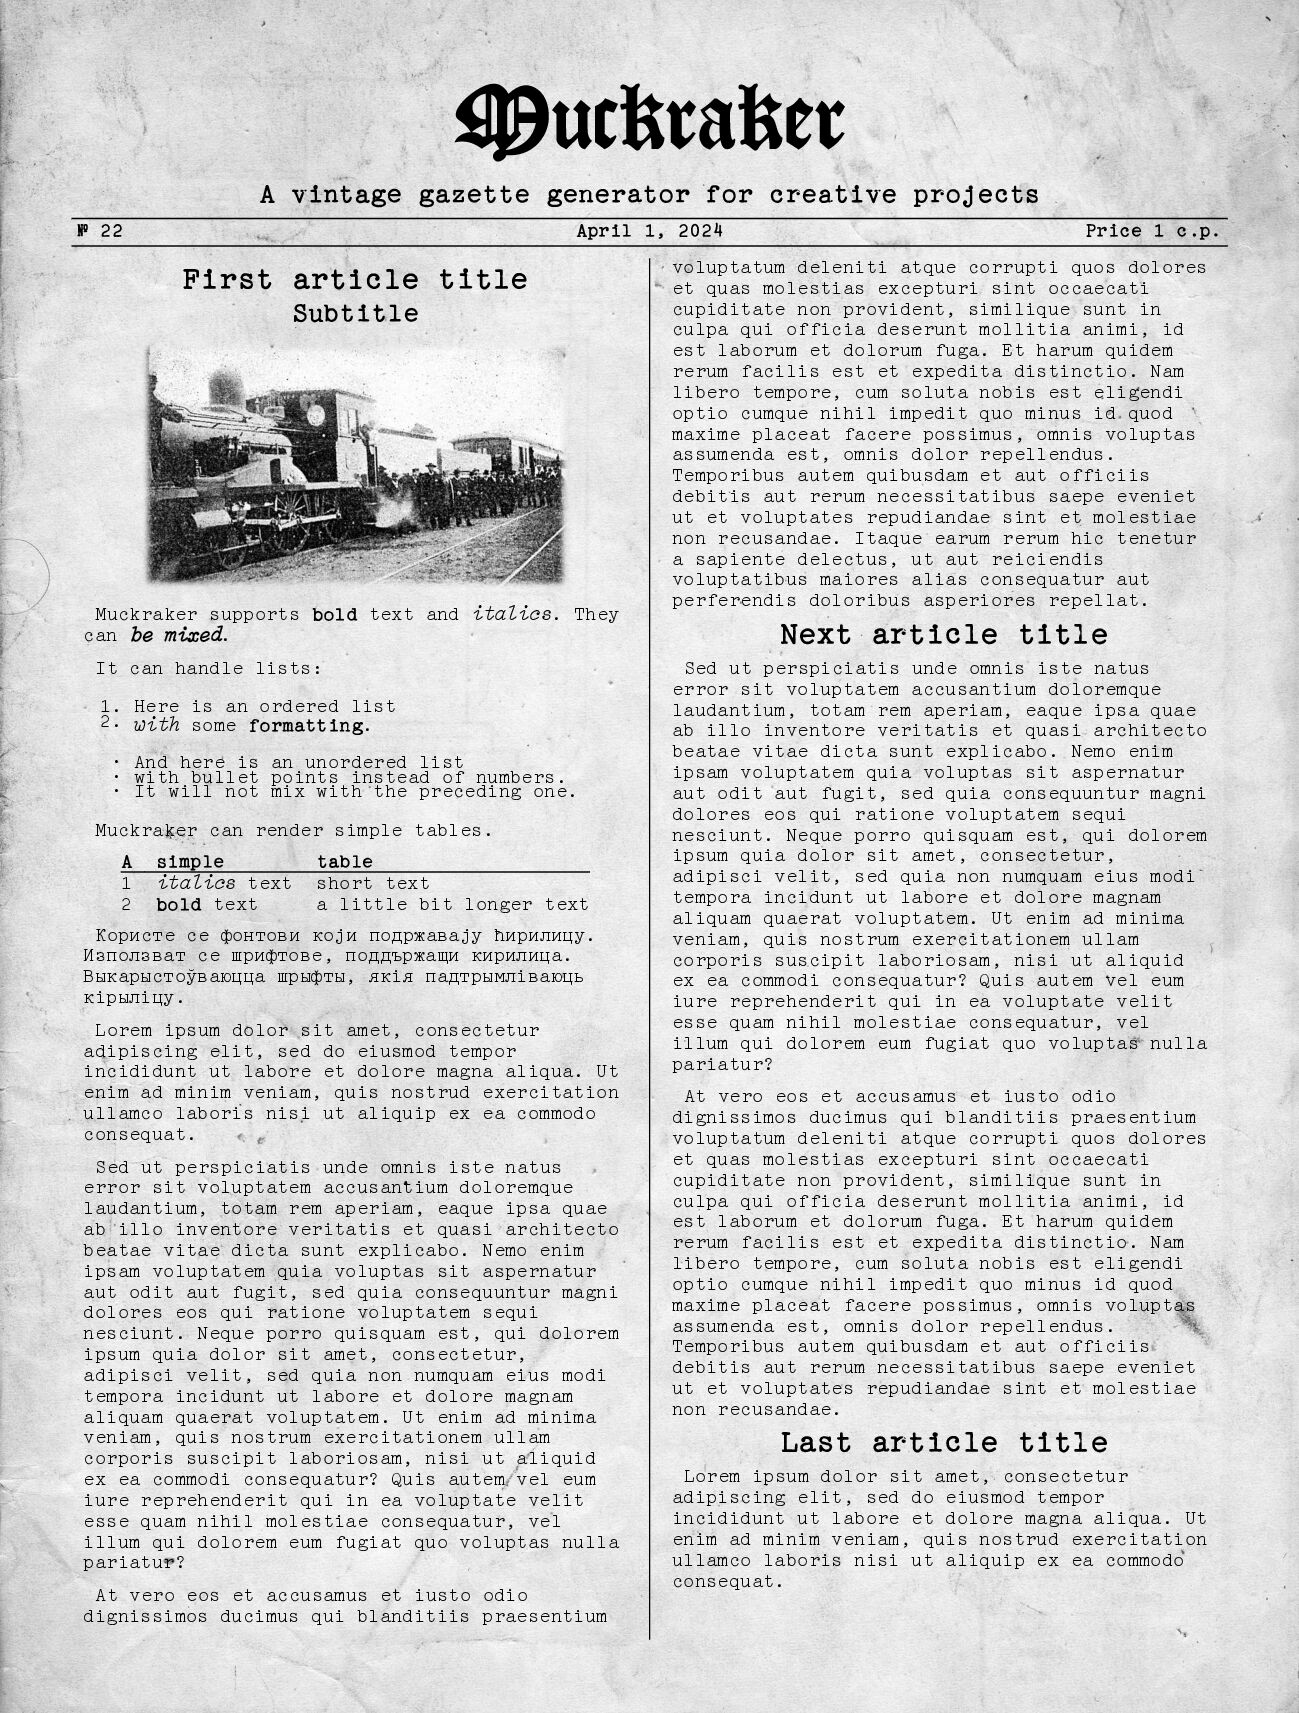 Muckraker
A vintage gazette generator for creative projects
№ 22 April 1, 2024 Price 1 c.p.
First article title
Subtitle
Muckraker supports bold text and italics. They
can be mixed.
It can handle lists:
1. Here is an ordered list
2. with some formatting.
· And here is an unordered list
· with bullet points instead of numbers.
· It will not mix with the preceding one.
Muckraker can render simple tables.
A simple table
1 italics text short text
2 bold text a little bit longer text
Користе се фонтови који подржавају ћирилицу.
Използват се шрифтове, поддържащи кирилица.
Выкарыстоўваюцца шрыфты, якія падтрымліваюць
кірыліцу.
Lorem ipsum dolor sit amet, consectetur
adipiscing elit, sed do eiusmod tempor
incididunt ut labore et dolore magna aliqua. Ut
enim ad minim veniam, quis nostrud exercitation
ullamco laboris nisi ut aliquip ex ea commodo
consequat.
Sed ut perspiciatis unde omnis iste natus
error sit voluptatem accusantium doloremque
laudantium, totam rem aperiam, eaque ipsa quae
ab illo inventore veritatis et quasi architecto
beatae vitae dicta sunt explicabo. Nemo enim
ipsam voluptatem quia voluptas sit aspernatur
aut odit aut fugit, sed quia consequuntur magni
dolores eos qui ratione voluptatem sequi
nesciunt. Neque porro quisquam est, qui dolorem
ipsum quia dolor sit amet, consectetur,
adipisci velit, sed quia non numquam eius modi
tempora incidunt ut labore et dolore magnam
aliquam quaerat voluptatem. Ut enim ad minima
veniam, quis nostrum exercitationem ullam
corporis suscipit laboriosam, nisi ut aliquid
ex ea commodi consequatur? Quis autem vel eum
iure reprehenderit qui in ea voluptate velit
esse quam nihil molestiae consequatur, vel
illum qui dolorem eum fugiat quo voluptas nulla
pariatur?
At vero eos et accusamus et iusto odio
dignissimos ducimus qui blanditiis praesentium
voluptatum deleniti atque corrupti quos dolores
et quas molestias excepturi sint occaecati
cupiditate non provident, similique sunt in
culpa qui officia deserunt mollitia animi, id
est laborum et dolorum fuga. Et harum quidem
rerum facilis est et expedita distinctio. Nam
libero tempore, cum soluta nobis est eligendi
optio cumque nihil impedit quo minus id quod
maxime placeat facere possimus, omnis voluptas
assumenda est, omnis dolor repellendus.
Temporibus autem quibusdam et aut officiis
debitis aut rerum necessitatibus saepe eveniet
ut et voluptates repudiandae sint et molestiae
non recusandae. Itaque earum rerum hic tenetur
a sapiente delectus, ut aut reiciendis
voluptatibus maiores alias consequatur aut
perferendis doloribus asperiores repellat.
Next article title
Sed ut perspiciatis unde omnis iste natus
error sit voluptatem accusantium doloremque
laudantium, totam rem aperiam, eaque ipsa quae
ab illo inventore veritatis et quasi architecto
beatae vitae dicta sunt explicabo. Nemo enim
ipsam voluptatem quia voluptas sit aspernatur
aut odit aut fugit, sed quia consequuntur magni
dolores eos qui ratione voluptatem sequi
nesciunt. Neque porro quisquam est, qui dolorem
ipsum quia dolor sit amet, consectetur,
adipisci velit, sed quia non numquam eius modi
tempora incidunt ut labore et dolore magnam
aliquam quaerat voluptatem. Ut enim ad minima
veniam, quis nostrum exercitationem ullam
corporis suscipit laboriosam, nisi ut aliquid
ex ea commodi consequatur? Quis autem vel eum
iure reprehenderit qui in ea voluptate velit
esse quam nihil molestiae consequatur, vel
illum qui dolorem eum fugiat quo voluptas nulla
pariatur?
At vero eos et accusamus et iusto odio
dignissimos ducimus qui blanditiis praesentium
voluptatum deleniti atque corrupti quos dolores
et quas molestias excepturi sint occaecati
cupiditate non provident, similique sunt in
culpa qui officia deserunt mollitia animi, id
est laborum et dolorum fuga. Et harum quidem
rerum facilis est et expedita distinctio. Nam
libero tempore, cum soluta nobis est eligendi
optio cumque nihil impedit quo minus id quod
maxime placeat facere possimus, omnis voluptas
assumenda est, omnis dolor repellendus.
Temporibus autem quibusdam et aut officiis
debitis aut rerum necessitatibus saepe eveniet
ut et voluptates repudiandae sint et molestiae
non recusandae.
Last article title
Lorem ipsum dolor sit amet, consectetur
adipiscing elit, sed do eiusmod tempor
incididunt ut labore et dolore magna aliqua. Ut
enim ad minim veniam, quis nostrud exercitation
ullamco laboris nisi ut aliquip ex ea commodo
consequat.